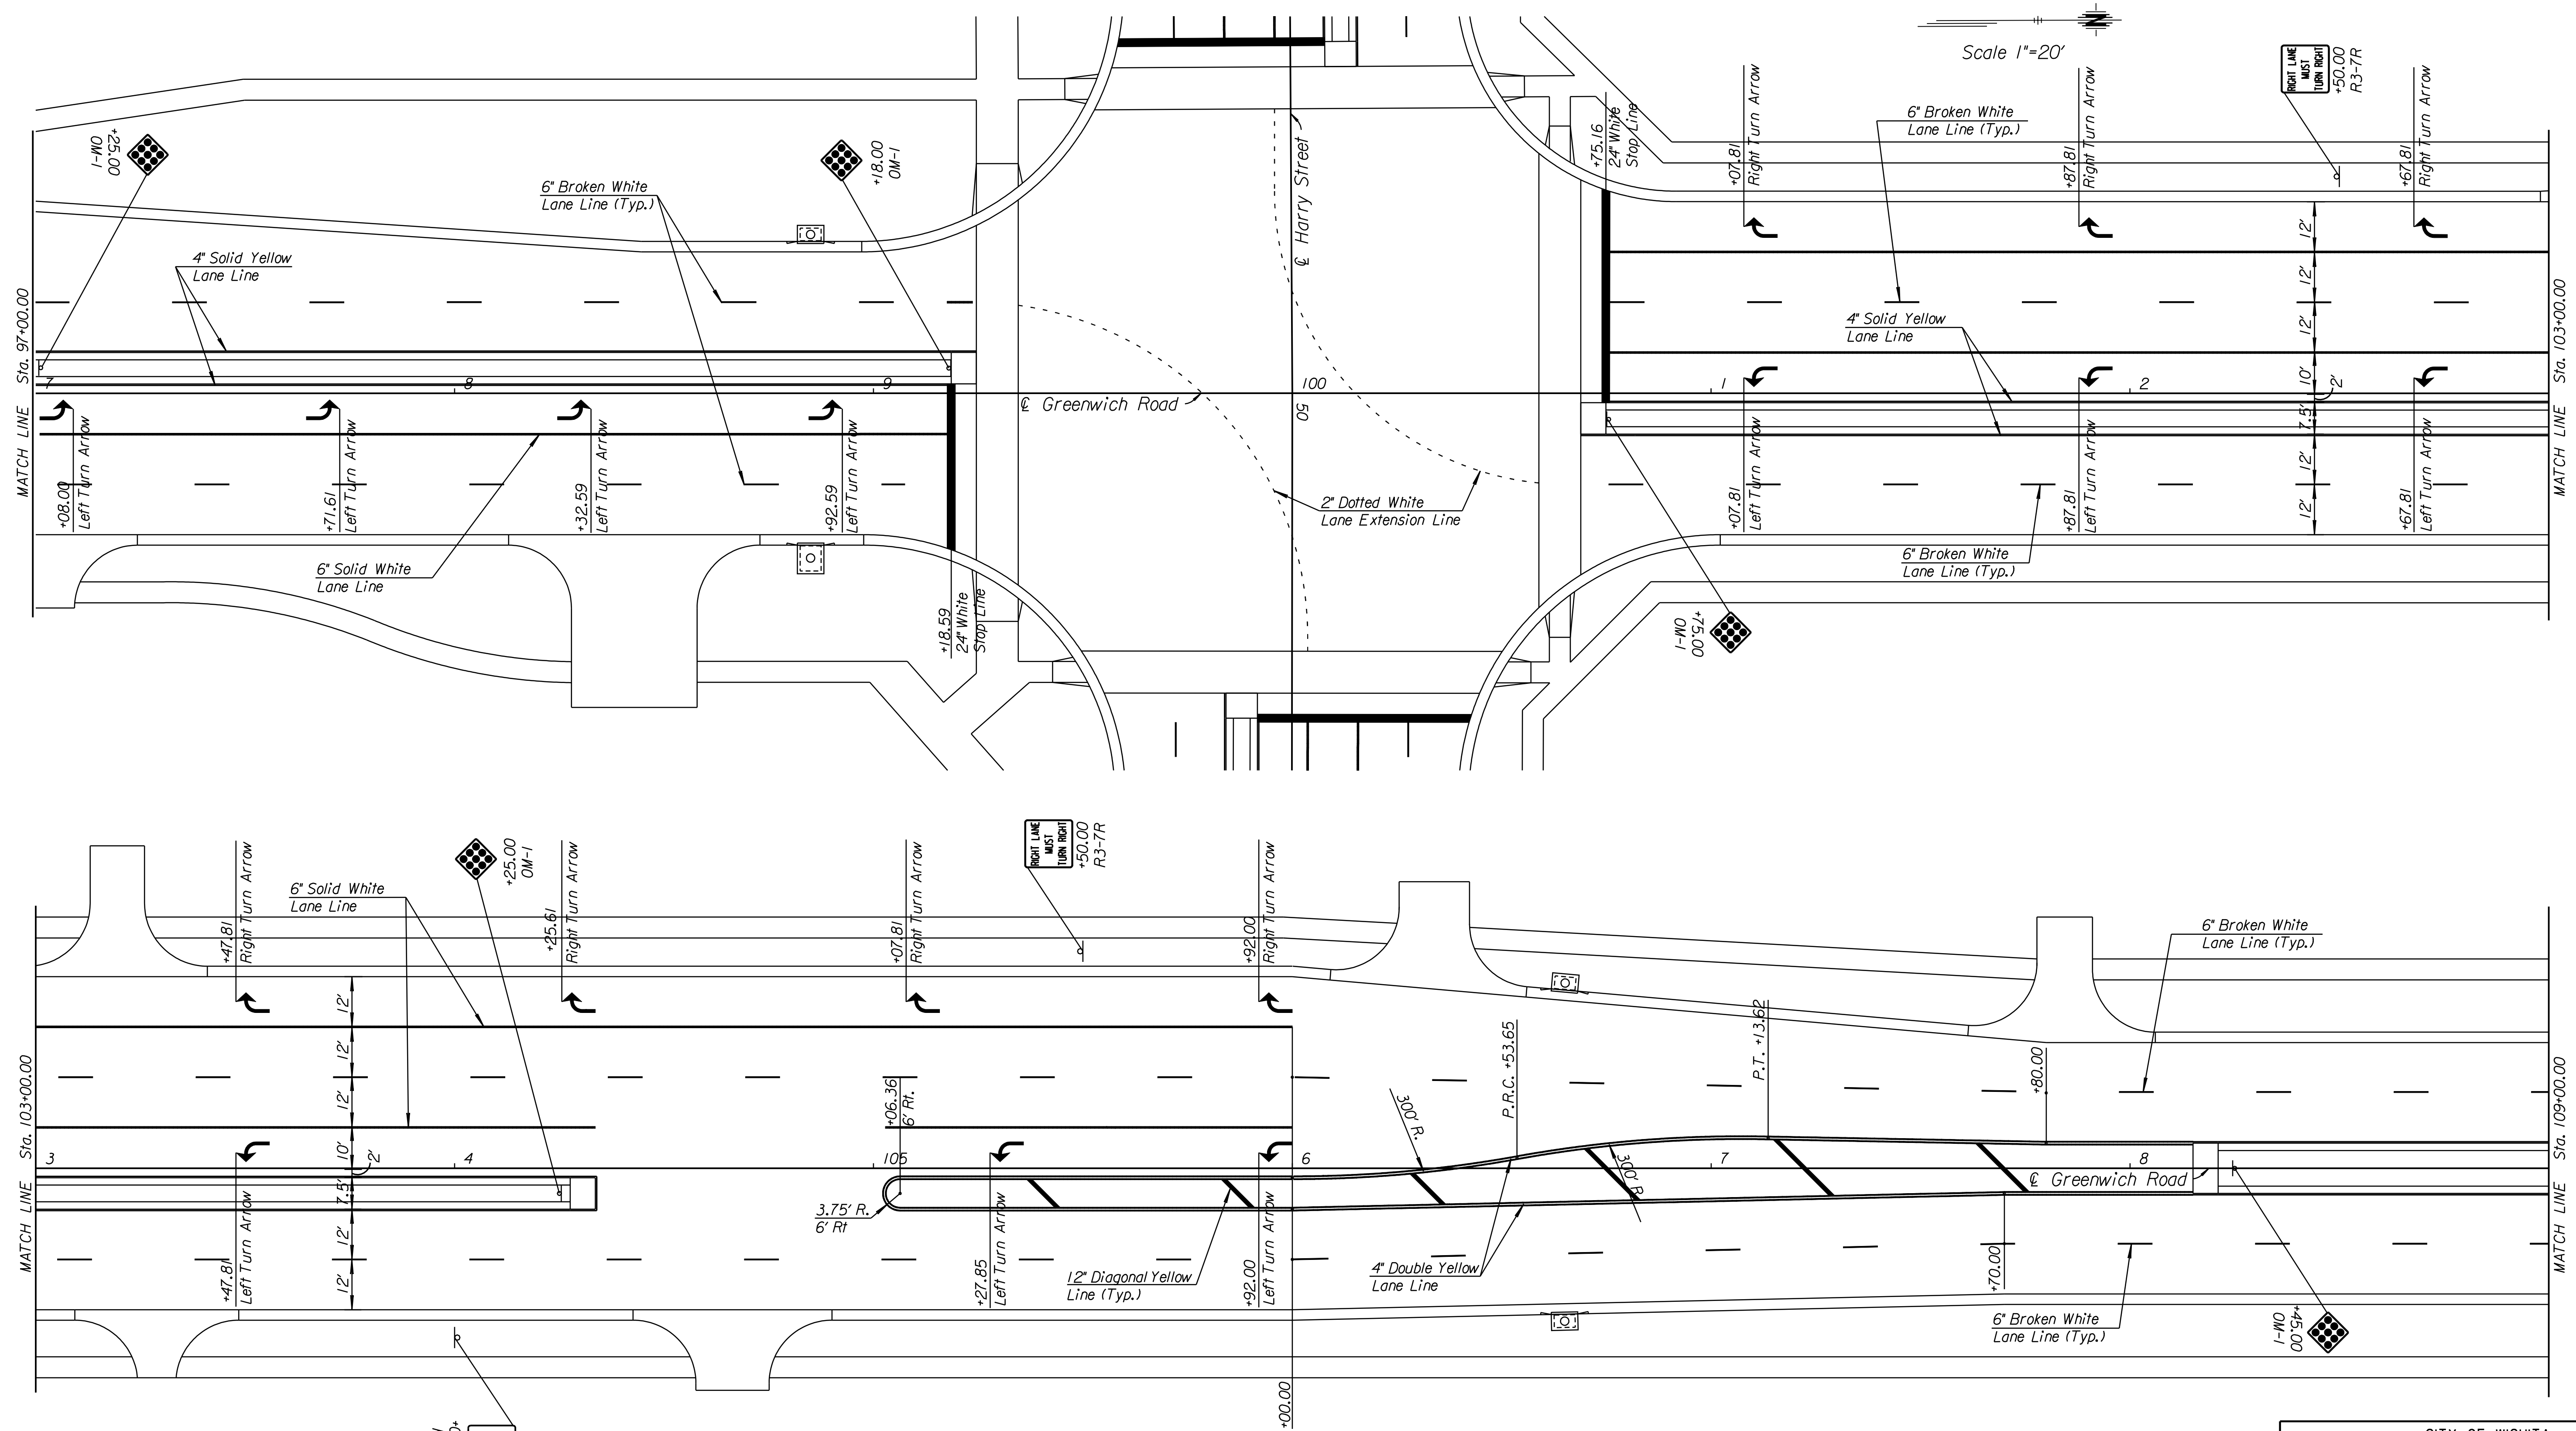 Scale 1"=20'
RIGHT LANE
MUST
TURN RIGHT
+50.00
R3-7R
+25.00
OM-1
+18.00
OM-1
6" Broken White
Lane Line (Typ.)
4" Solid Yellow
Lane Line
℄ Harry Street
+75.16
24" White
Stop Line
+07.81
Right Turn Arrow
+87.81
Right Turn Arrow
+67.81
Right Turn Arrow
6" Broken White
Lane Line (Typ.)
12'
12'
12'
10'
2'
7.5'
12'
12'
4" Solid Yellow
Lane Line
MATCH LINE Sta. 97+00.00
7
8
9
100
50
1
2
℄ Greenwich Road
MATCH LINE Sta. 103+00.00
+08.00
Left Turn Arrow
+71.61
Left Turn Arrow
+32.59
Left Turn Arrow
+92.59
Left Turn Arrow
6" Solid White
Lane Line
+18.59
24" White
Stop Line
2" Dotted White
Lane Extension Line
+07.81
Left Turn Arrow
+87.81
Left Turn Arrow
+67.81
Left Turn Arrow
6" Broken White
Lane Line (Typ.)
+75.00
OM-1
6" Solid White
Lane Line
+47.81
Right Turn Arrow
+25.00
OM-1
+25.61
Right Turn Arrow
+07.81
Right Turn Arrow
RIGHT LANE
MUST
TURN RIGHT
+50.00
R3-7R
+92.00
Right Turn Arrow
6" Broken White
Lane Line (Typ.)
12'
12'
12'
10'
2'
7.5'
12'
12'
+06.36
6' Rt.
300' R.
P.R.C. +53.65
P.T. +13.62
+80.00
MATCH LINE Sta. 103+00.00
3
4
105
6
7
8
300' R.
℄ Greenwich Road
MATCH LINE Sta. 109+00.00
3.75' R.
6' Rt
+47.81
Left Turn Arrow
+27.85
Left Turn Arrow
12" Diagonal Yellow
Line (Typ.)
+92.00
Left Turn Arrow
4" Double Yellow
Lane Line
+70.00
6" Broken White
Lane Line (Typ.)
+45.00
OM-1
+00.00